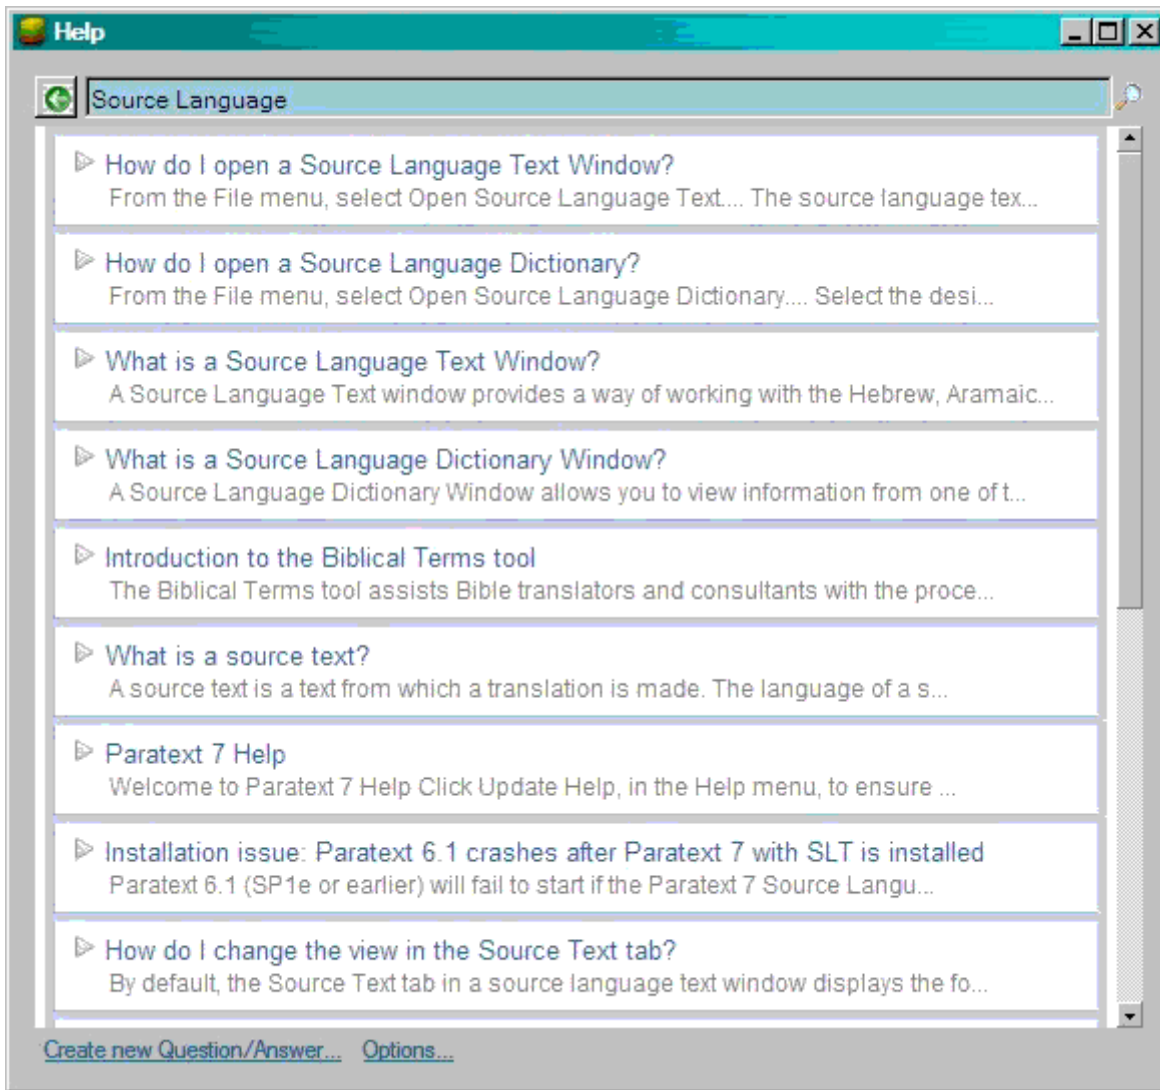 Help
Source Language
How do I open a Source Language Text Window?
From the File menu, select Open Source Language Text.... The source language tex...
How do I open a Source Language Dictionary?
From the File menu, select Open Source Language Dictionary.... Select the desi...
What is a Source Language Text Window?
A Source Language Text window provides a way of working with the Hebrew, Aramaic...
What is a Source Language Dictionary Window?
A Source Language Dictionary Window allows you to view information from one of t...
Introduction to the Biblical Terms tool
The Biblical Terms tool assists Bible translators and consultants with the proce...
What is a source text?
A source text is a text from which a translation is made. The language of a s...
Paratext 7 Help
Welcome to Paratext 7 Help Click Update Help, in the Help menu, to ensure ...
Installation issue: Paratext 6.1 crashes after Paratext 7 with SLT is installed
Paratext 6.1 (SP1e or earlier) will fail to start if the Paratext 7 Source Langu...
How do I change the view in the Source Text tab?
By default, the Source Text tab in a source language text window displays the fo...
Create new Question/Answer... Options...